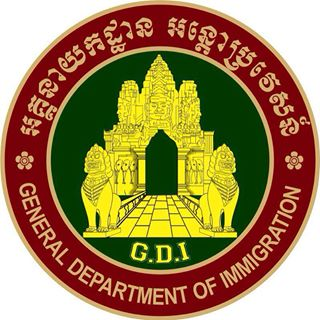 អគ្គនាយកដ្ឋាន អន្តោប្រវេសន៍
G.D.I
GENERAL DEPARTMENT OF IMMIGRATION